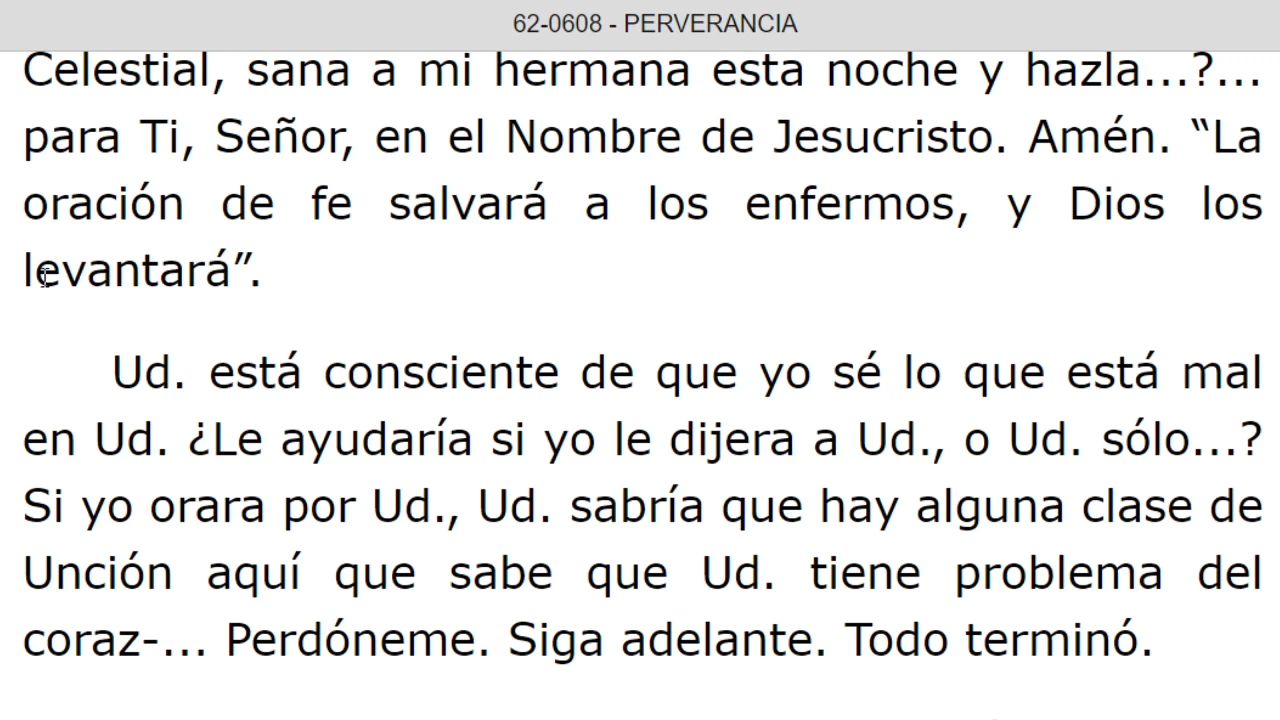 62-0608 - PERVERANCIA
Celestial, sana a mi hermana esta noche y hazla...?...
para Ti, Señor, en el Nombre de Jesucristo. Amén. “La
oración de fe salvará a los enfermos, y Dios los
levantará”.
Ud. está consciente de que yo sé lo que está mal
en Ud. ¿Le ayudaría si yo le dijera a Ud., o Ud. sólo...?
Si yo orara por Ud., Ud. sabría que hay alguna clase de
Unción aquí que sabe que Ud. tiene problema del
coraz-... Perdóneme. Siga adelante. Todo terminó.